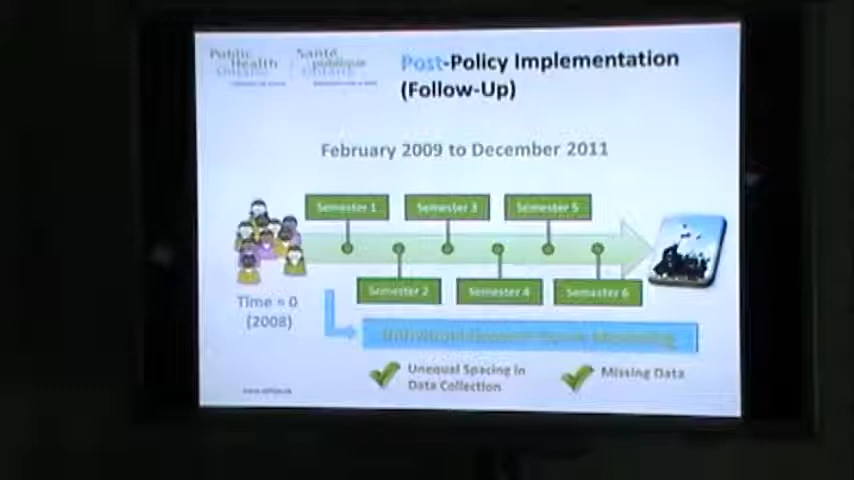 Public Health Ontario
Santé publique Ontario
Post-Policy Implementation
(Follow-Up)
February 2009 to December 2011
Semester 1
Semester 3
Semester 5
Semester 2
Semester 4
Semester 6
Time = 0
(2008)
Unequal Spacing in
Data Collection
Missing Data